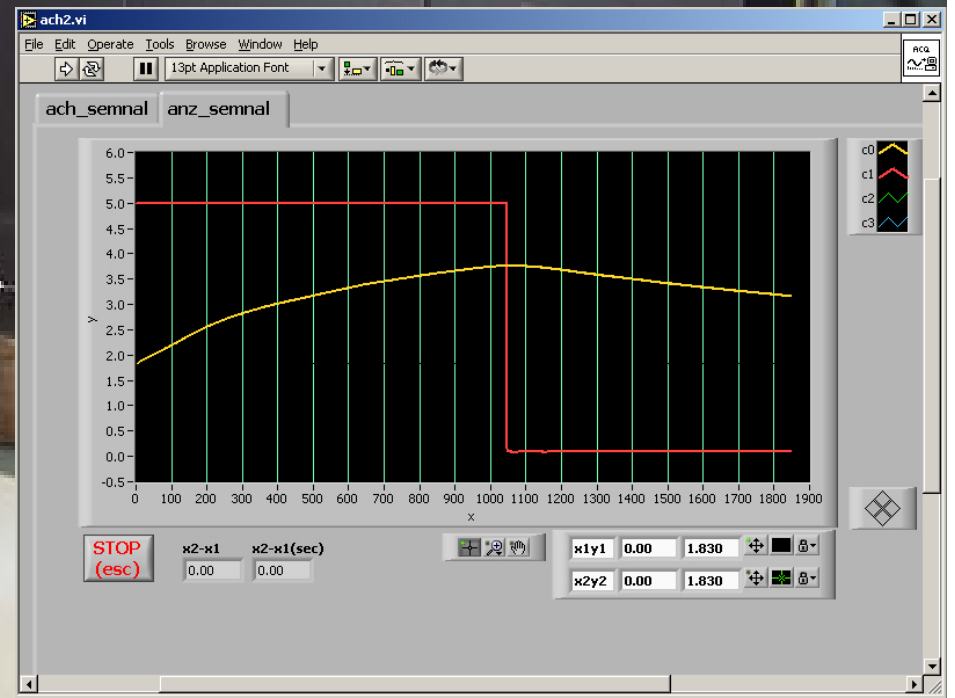 ach2.vi
File Edit Operate Tools Browse Window Help
13pt Application Font
ACQ
ach_semnal anz_semnal
c0
c1
c2
c3
6.0
5.5
5.0
4.5
4.0
3.5
3.0
2.5
2.0
1.5
1.0
0.5
0.0
-0.5
y
0 100 200 300 400 500 600 700 800 900 1000 1100 1200 1300 1400 1500 1600 1700 1800 1900
x
STOP
(esc)
x2-x1 x2-x1(sec)
0.00 0.00
x1y1 0.00 1.830
x2y2 0.00 1.830